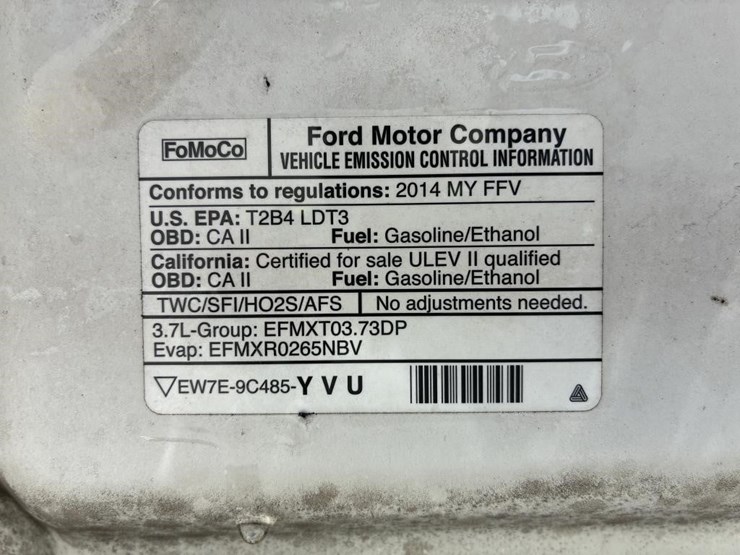 FoMoCo
Ford Motor Company
VEHICLE EMISSION CONTROL INFORMATION
Conforms to regulations: 2014 MY FFV
U.S. EPA: T2B4 LDT3
OBD: CA II Fuel: Gasoline/Ethanol
California: Certified for sale ULEV II qualified
OBD: CA II Fuel: Gasoline/Ethanol
TWC/SFI/HO2S/AFS No adjustments needed.
3.7L-Group: EFMXT03.73DP
Evap: EFMXR0265NBV
EW7E-9C485-Y V U